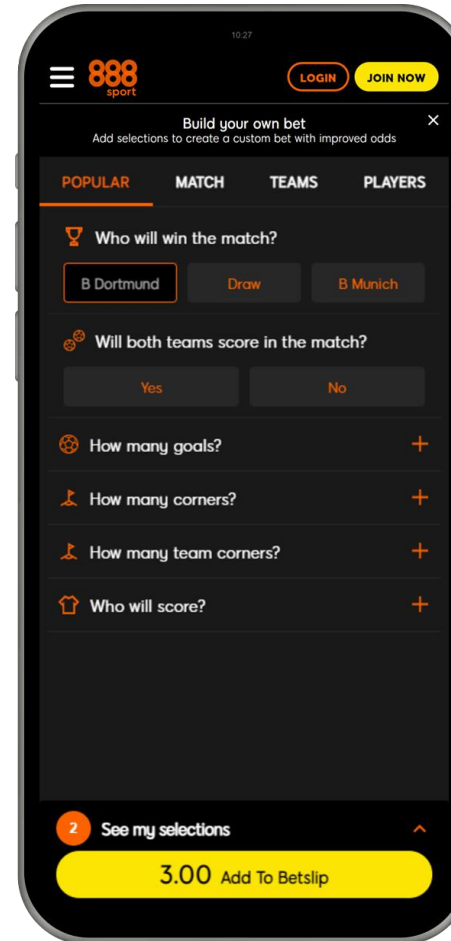 10:27
888
sport
LOGIN
JOIN NOW
Build your own bet
Add selections to create a custom bet with improved odds
POPULAR MATCH TEAMS PLAYERS
Who will win the match?
B Dortmund Draw B Munich
Will both teams score in the match?
Yes No
How many goals?
How many corners?
How many team corners?
Who will score?
2 See my selections
3.00 Add To Betslip